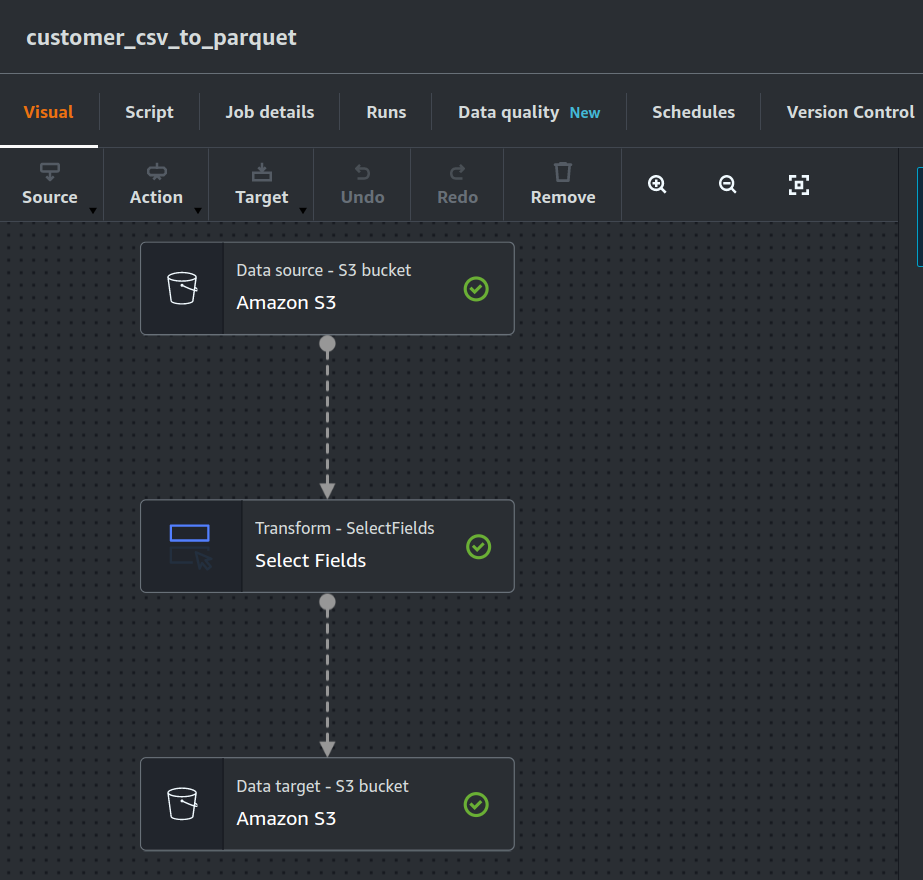 customer_csv_to_parquet
Visual Script Job details Runs Data quality New Schedules Version Control
Source Action Target Undo Redo Remove
Data source - S3 bucket
Amazon S3
Transform - SelectFields
Select Fields
Data target - S3 bucket
Amazon S3